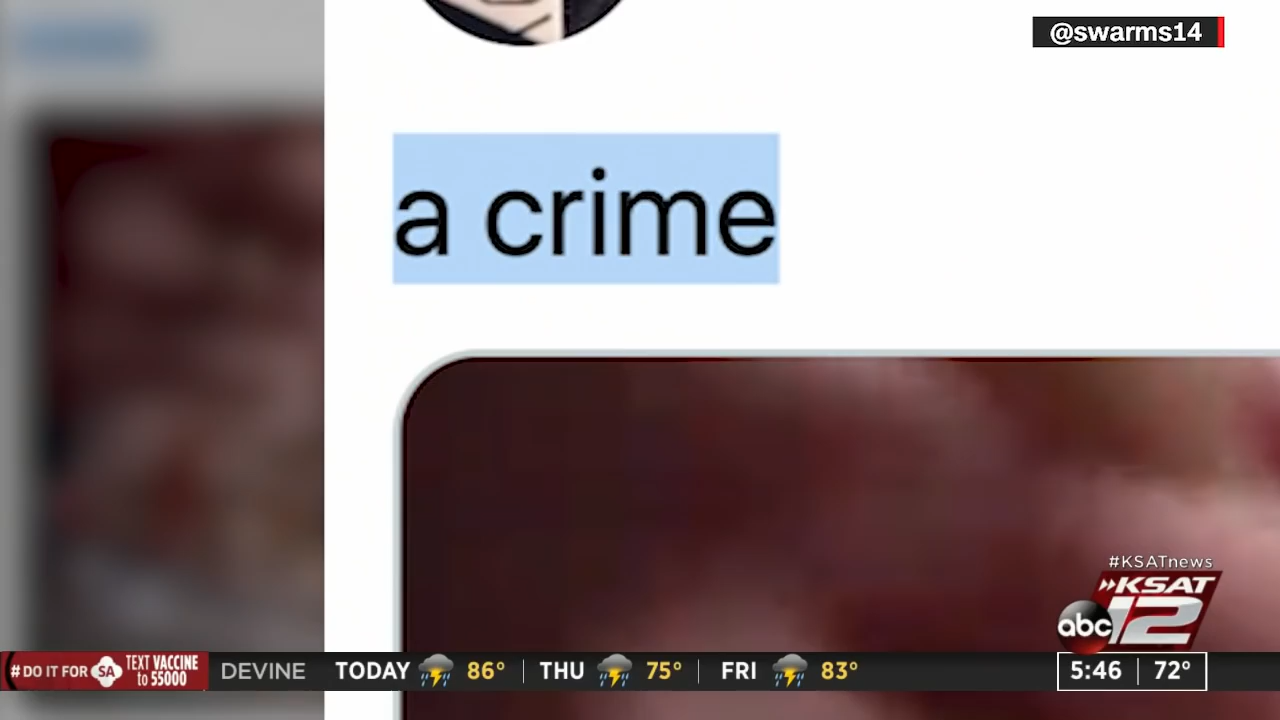 @swarms14
a crime
#KSATnews
KSAT
abc 12
#DO IT FOR SA TEXT VACCINE to 55000
DEVINE TODAY 86° THU 75° FRI 83°
5:46 72°